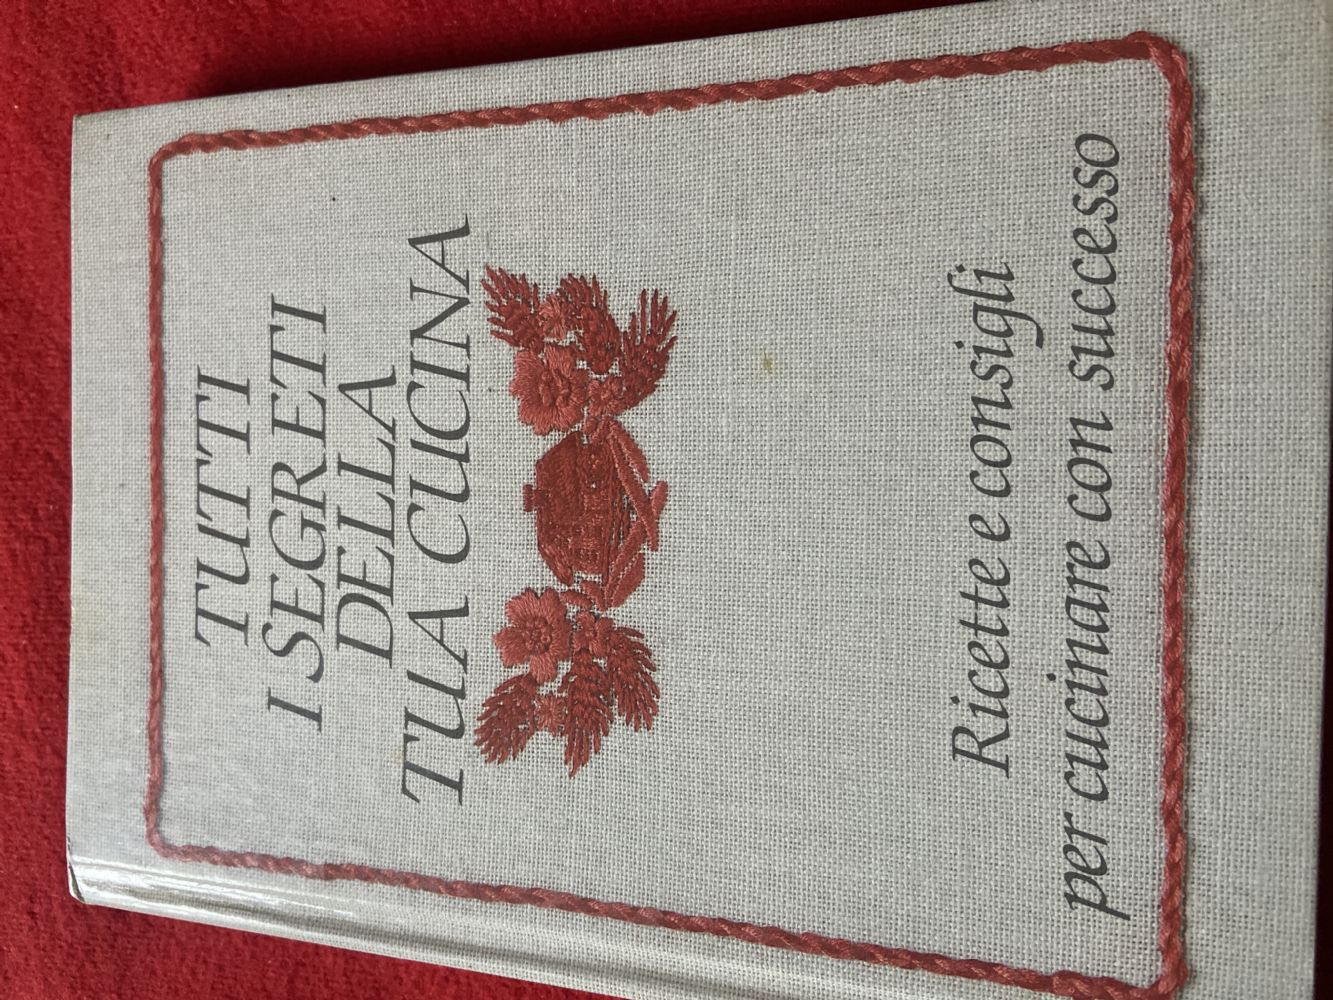 TUTTI
I SEGRETI
DELLA
TUA CUCINA
Ricette e consigli
per cucinare con successo